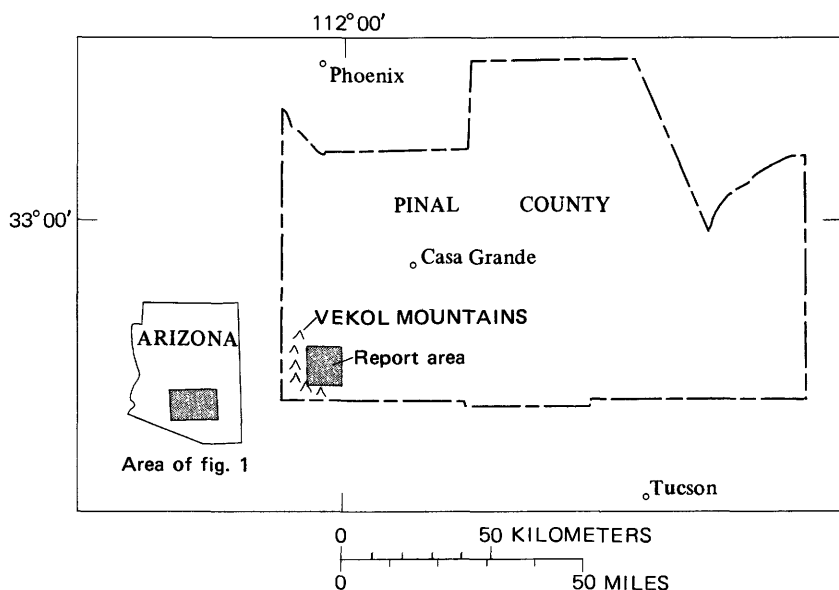 112°00'
Phoenix
33°00'
PINAL COUNTY
Casa Grande
VEKOL MOUNTAINS
ARIZONA
Report area
Area of fig. 1
Tucson
0 50 KILOMETERS
0 50 MILES